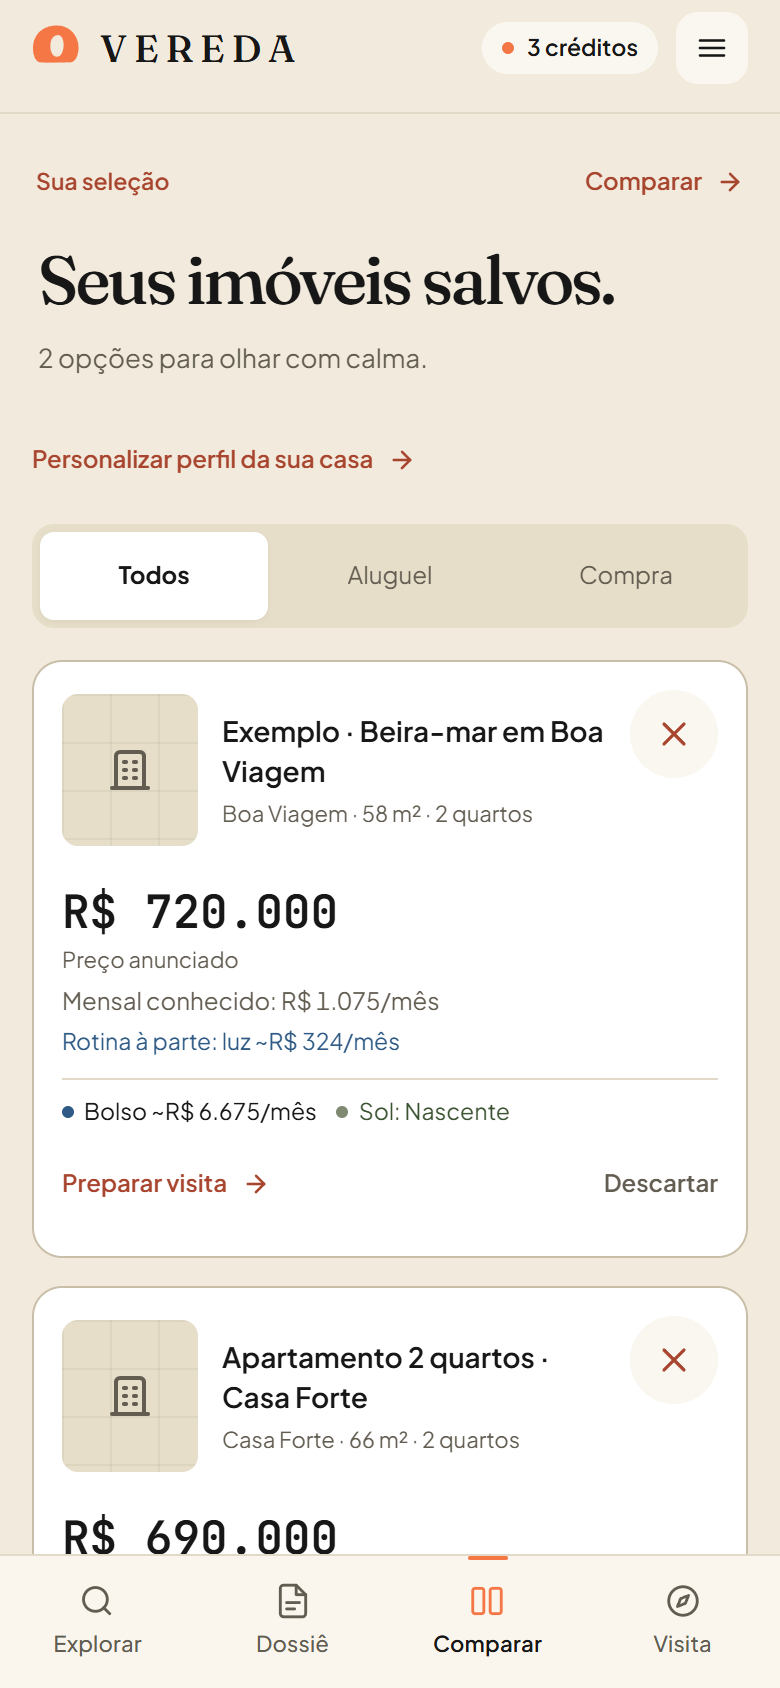 VEREDA
3 créditos
Sua seleção
Comparar →
Seus imóveis salvos.
2 opções para olhar com calma.
Personalizar perfil da sua casa →
Todos
Aluguel
Compra
Exemplo · Beira-mar em Boa
Viagem
Boa Viagem · 58 m² · 2 quartos
R$ 720.000
Preço anunciado
Mensal conhecido: R$ 1.075/mês
Rotina à parte: luz ~R$ 324/mês
Bolso ~R$ 6.675/mês
Sol: Nascente
Preparar visita →
Descartar
Apartamento 2 quartos ·
Casa Forte
Casa Forte · 66 m² · 2 quartos
R$ 690.000
Explorar
Dossiê
Comparar
Visita